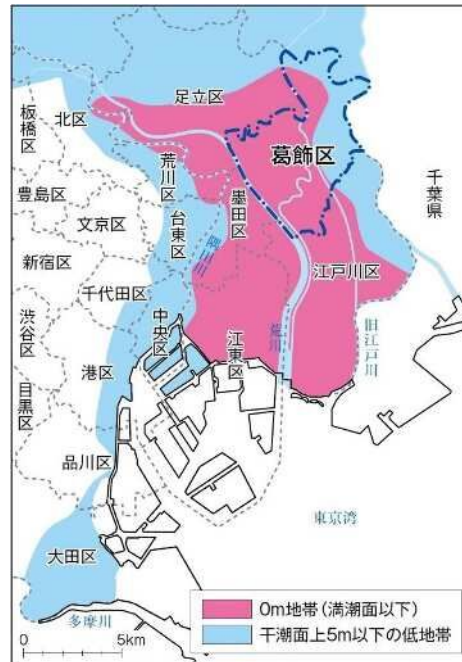 足立区
北区
板橋区
葛飾区
荒川区
豊島区
墨田区
千葉県
台東区
文京区
隅田川
新宿区
江戸川区
千代田区
中央区
江東区
荒川
旧江戸川
渋谷区
港区
目黒区
品川区
東京湾
大田区
0m地帯（満潮面以下）
干潮面上5m以下の低地帯
多摩川
0 5km